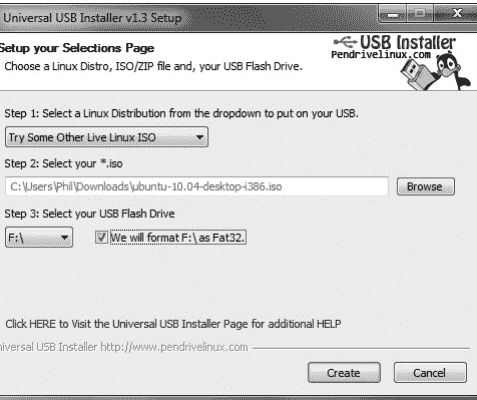 Universal USB Installer v1.3 Setup
Setup your Selections Page
Choose a Linux Distro, ISO/ZIP file and, your USB Flash Drive.
USB Installer
Pendrivelinux.com
Step 1: Select a Linux Distribution from the dropdown to put on your USB.
Try Some Other Live Linux ISO
Step 2: Select your *.iso
C:\Users\Phil\Downloads\ubuntu-10.04-desktop-i386.iso
Browse
Step 3: Select your USB Flash Drive
F:\
We will format F:\ as Fat32.
Click HERE to Visit the Universal USB Installer Page for additional HELP
iversal USB Installer http://www.pendrivelinux.com
Create
Cancel